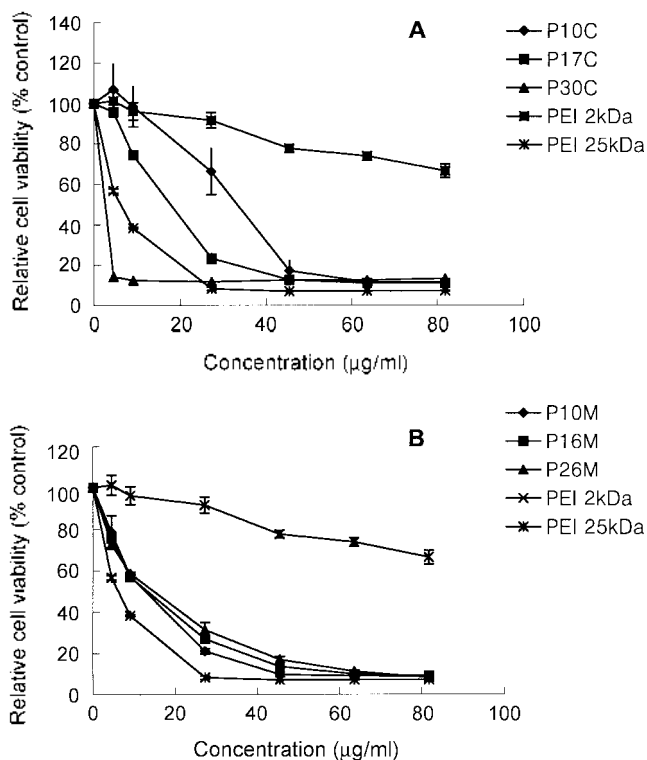 A
Relative cell viability (% control)
140
120
100
80
60
40
20
0
0 20 40 60 80 100
Concentration (µg/ml)
P10C
P17C
P30C
PEI 2kDa
PEI 25kDa
B
Relative cell viability (% control)
120
100
80
60
40
20
0
0 20 40 60 80 100
Concentration (µg/ml)
P10M
P16M
P26M
PEI 2kDa
PEI 25kDa